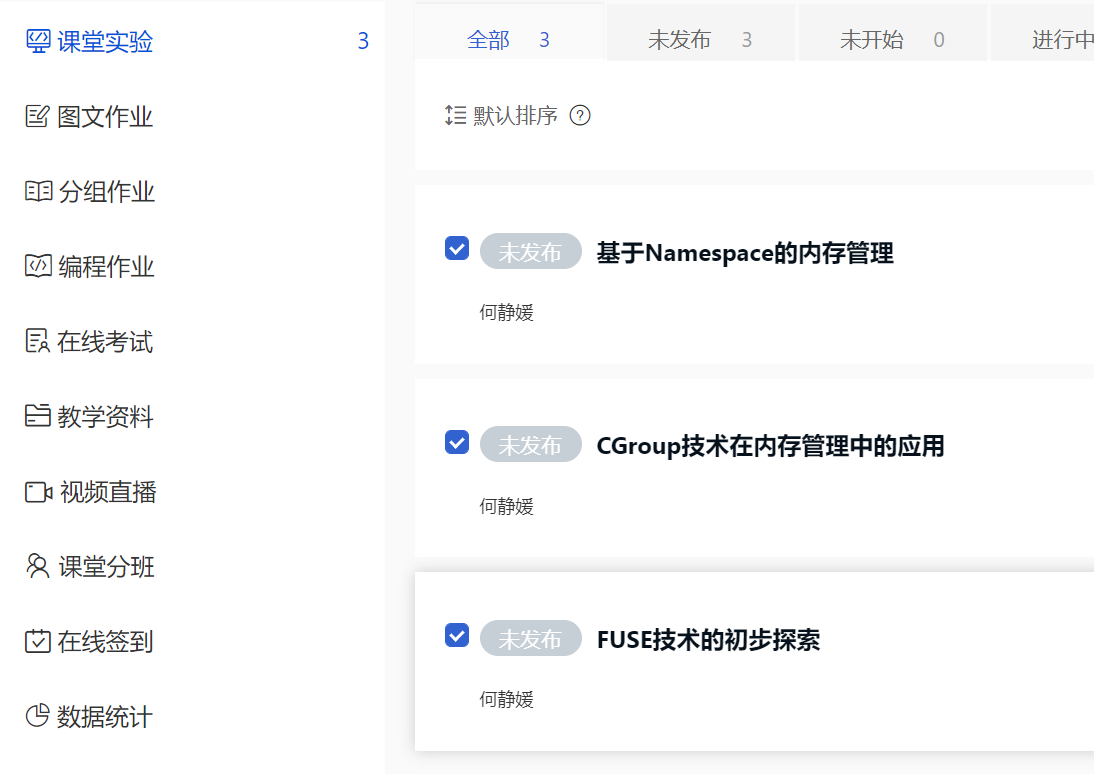 课堂实验 3
图文作业
分组作业
编程作业
在线考试
教学资料
视频直播
课堂分班
在线签到
数据统计
全部 3 未发布 3 未开始 0 进行中
默认排序 ?
未发布 基于Namespace的内存管理
何静媛
未发布 CGroup技术在内存管理中的应用
何静媛
未发布 FUSE技术的初步探索
何静媛